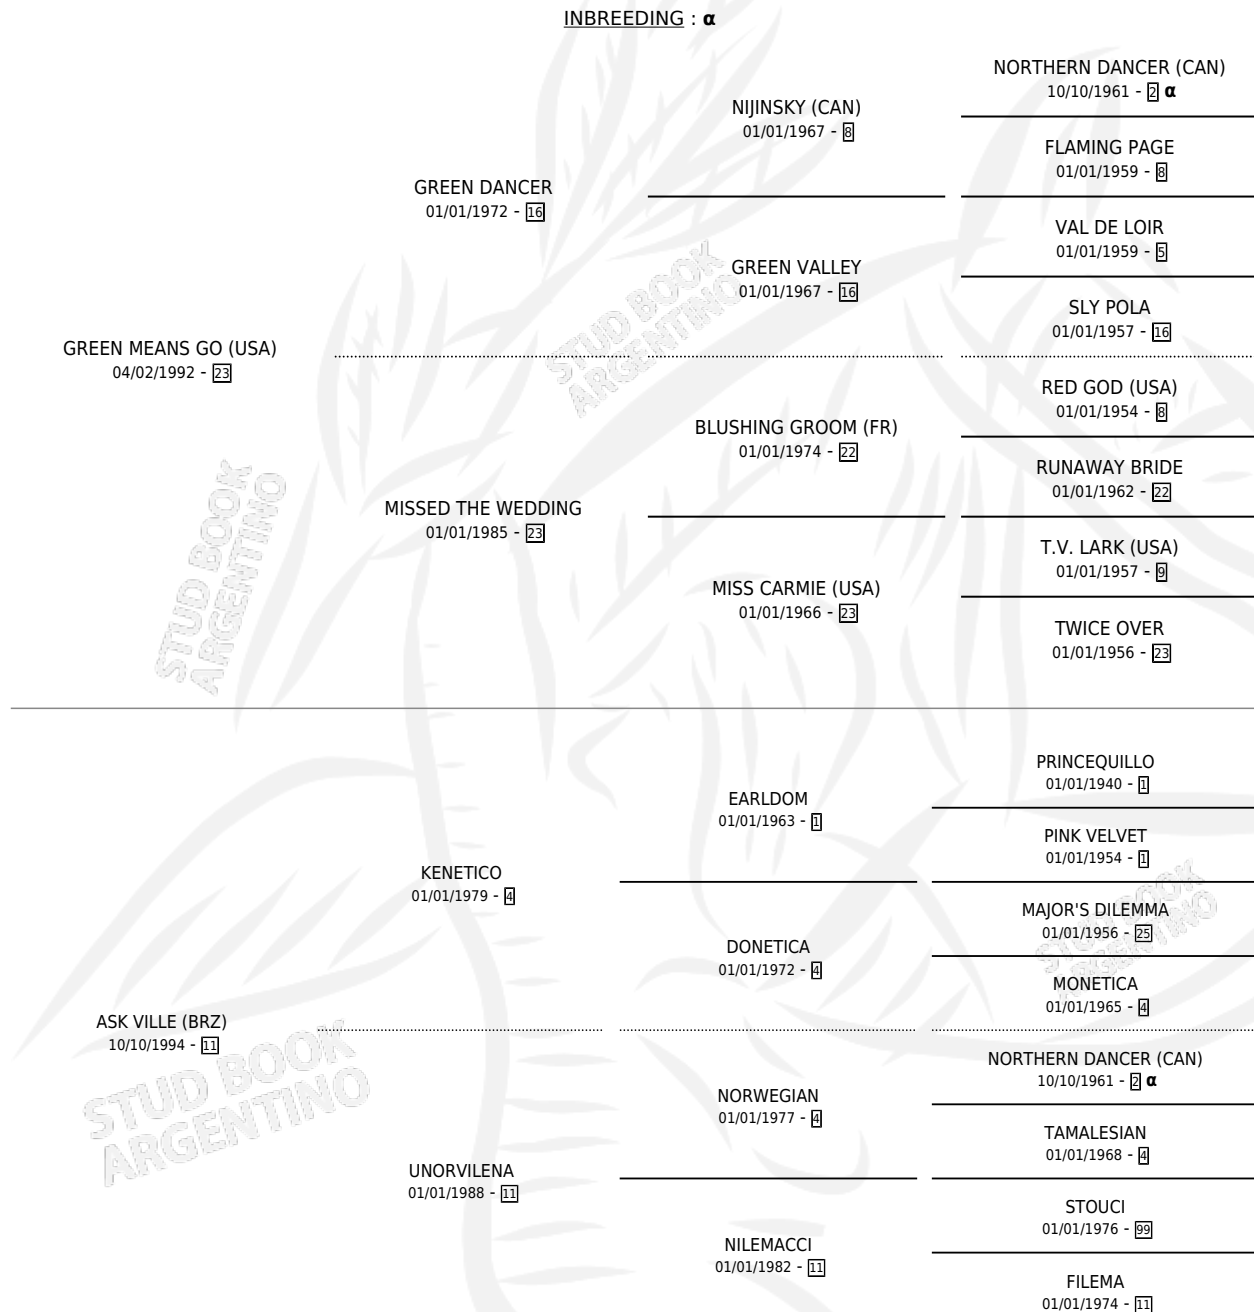 INBREEDING : α
NORTHERN DANCER (CAN)
10/10/1961 - 2 α
NIJINSKY (CAN)
01/01/1967 - 8
FLAMING PAGE
01/01/1959 - 8
GREEN DANCER
01/01/1972 - 16
VAL DE LOIR
01/01/1959 - 5
GREEN VALLEY
01/01/1967 - 16
SLY POLA
01/01/1957 - 16
GREEN MEANS GO (USA)
04/02/1992 - 23
RED GOD (USA)
01/01/1954 - 8
BLUSHING GROOM (FR)
01/01/1974 - 22
RUNAWAY BRIDE
01/01/1962 - 22
MISSED THE WEDDING
01/01/1985 - 23
T.V. LARK (USA)
01/01/1957 - 9
MISS CARMIE (USA)
01/01/1966 - 23
TWICE OVER
01/01/1956 - 23
PRINCEQUILLO
01/01/1940 - 1
EARLDOM
01/01/1963 - 1
PINK VELVET
01/01/1954 - 1
KENETICO
01/01/1979 - 4
MAJOR'S DILEMMA
01/01/1956 - 25
DONETICA
01/01/1972 - 4
MONETICA
01/01/1965 - 4
ASK VILLE (BRZ)
10/10/1994 - 11
NORTHERN DANCER (CAN)
10/10/1961 - 2 α
NORWEGIAN
01/01/1977 - 4
TAMALESIAN
01/01/1968 - 4
UNORVILENA
01/01/1988 - 11
STOUCI
01/01/1976 - 99
NILEMACCI
01/01/1982 - 11
FILEMA
01/01/1974 - 11
STUD BOOK
ARGENTINO
STUD BOOK
ARGENTINO
STUD BOOK
ARGENTINO
STUD BOOK
ARGENTINO